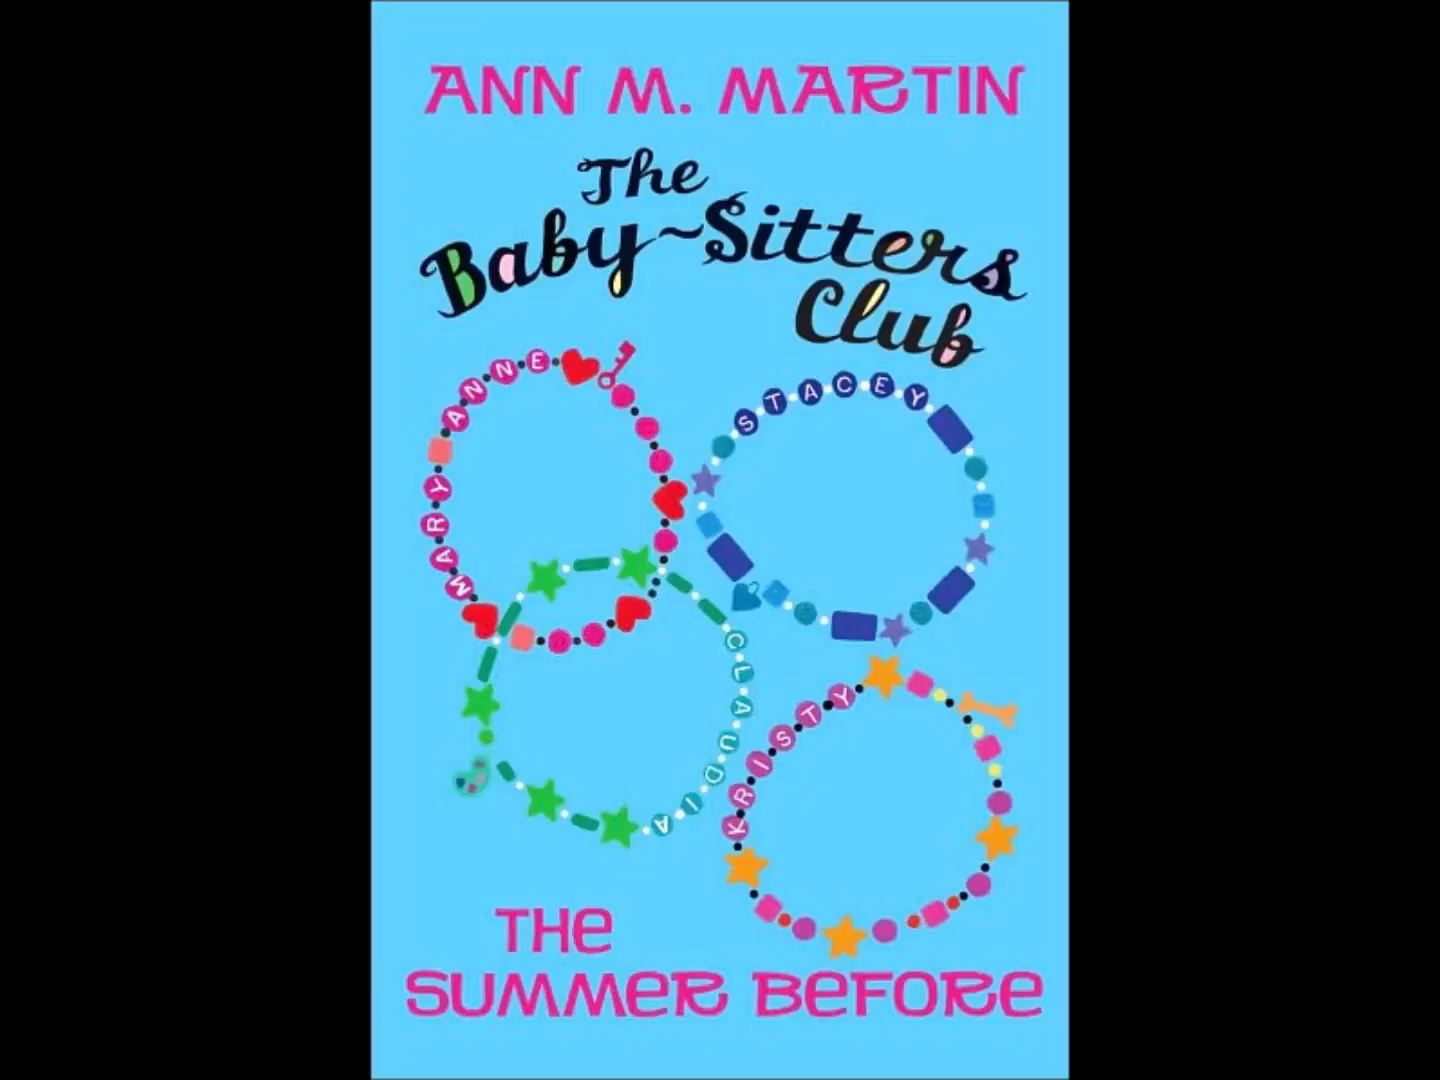 ANN M. MARTIN
The
Baby~Sitters
Club
MARY ANNE
STACEY
CLAUDIA
KRISTY
THE
SUMMER BEFORE